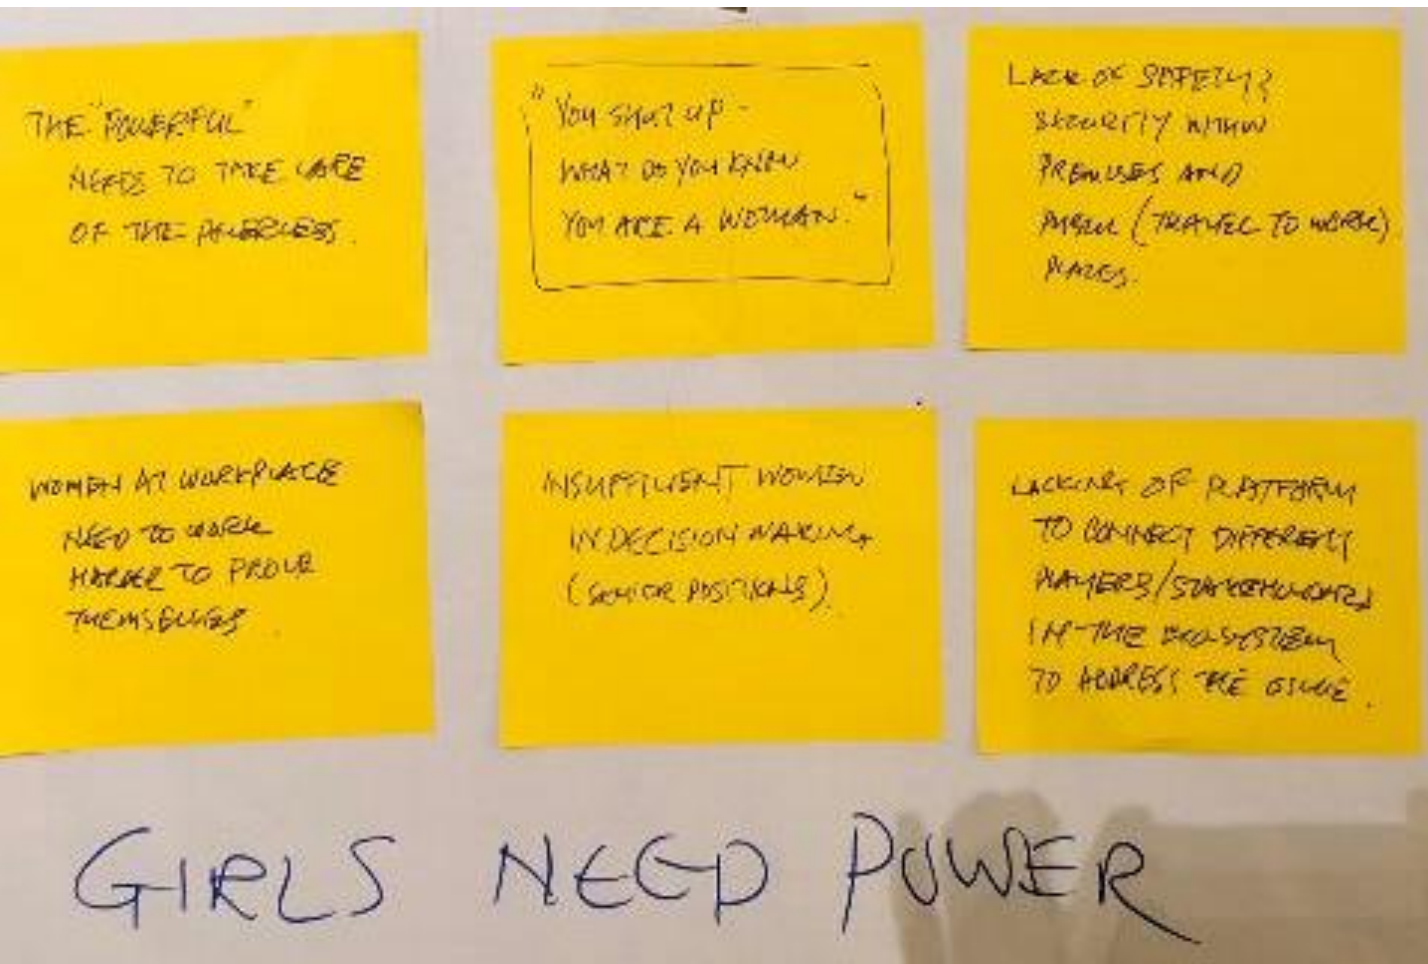 THE "POWERFUL"
NEEDS TO TAKE CARE
OF THE POWERLESS.
"YOU SHUT UP -
WHAT DO YOU KNOW
YOU ARE A WOMAN."
LACK OF SAFETY &
SECURITY WITHIN
PREMISES AND
PUBLIC (TRAVEL TO WORK)
PLACES.
WOMEN AT WORKPLACE
NEED TO WORK
HARDER TO PROVE
THEMSELVES
INSUFFICIENT WOMEN
IN DECISION MAKING
(SENIOR POSITIONS)
LACKING OF PLATFORM
TO CONNECT DIFFERENT
PLAYERS/STAKEHOLDERS
IN THE ECOSYSTEM
TO ADDRESS THE ISSUE.
GIRLS NEED POWER